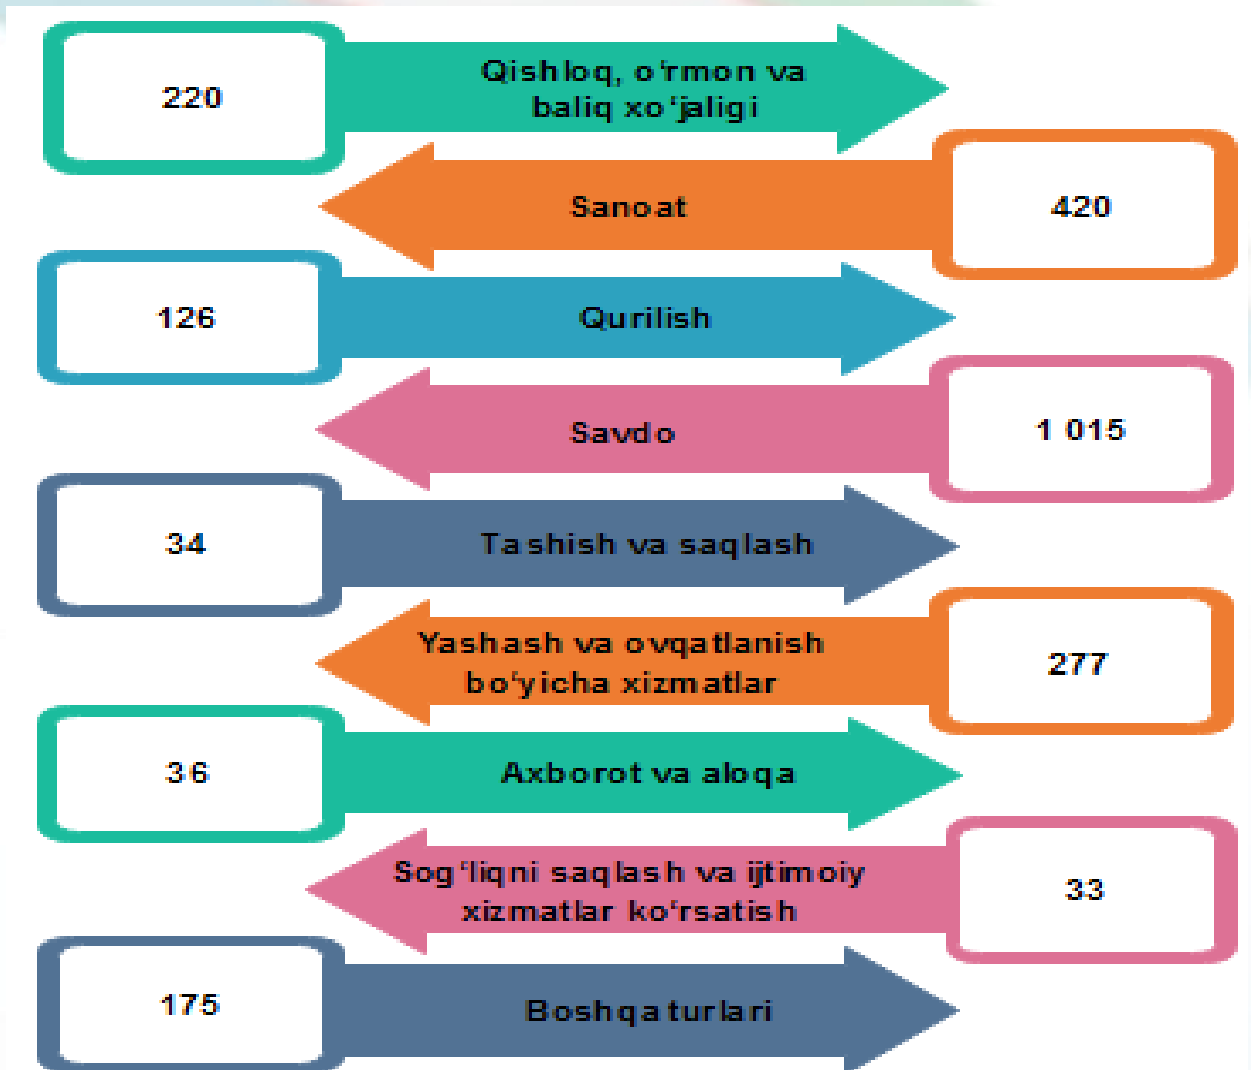 220
Qishloq, o‘rmon va
baliq xo‘jaligi
Sanoat
420
126
Qurilish
Savdo
1 015
34
Tashish va saqlash
Yashash va ovqatlanish
bo‘yicha xizmatlar
277
36
Axborot va aloqa
Sog‘liqni saqlash va ijtimoiy
xizmatlar ko‘rsatish
33
175
Boshqa turlari